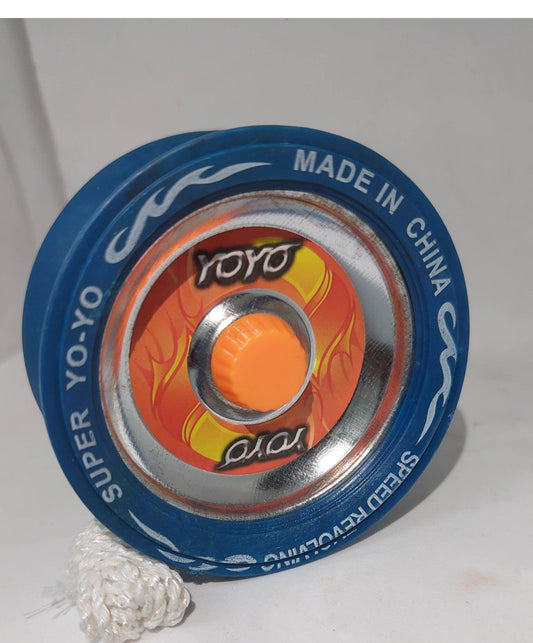 SUPER YO-YO
MADE IN CHINA
SPEED REVOLVING
YOYO
YOYO